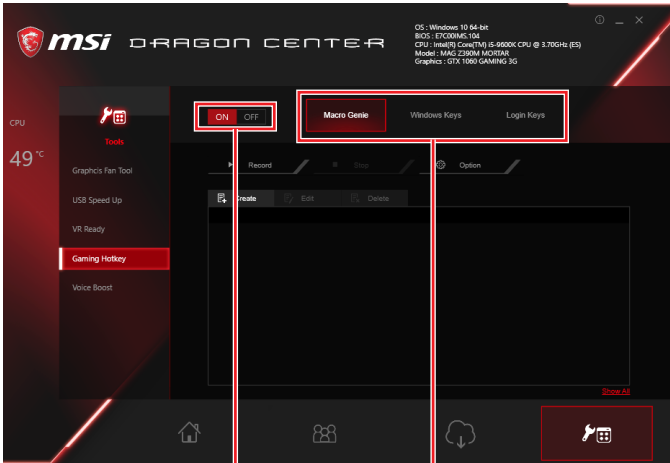 OS : Windows 10 64-bit
BIOS : E7C00IMS.104
CPU : Intel(R) Core(TM) i5-9600K CPU @ 3.70GHz (ES)
Model : MAG Z390M MORTAR
Graphics : GTX 1060 GAMING 3G
msi DRAGON CENTER
CPU
49°C
Tools
Graphcis Fan Tool
USB Speed Up
VR Ready
Gaming Hotkey
Voice Boost
ON OFF
Macro Genie Windows Keys Login Keys
Record Stop Option
Create Edit Delete
Show All